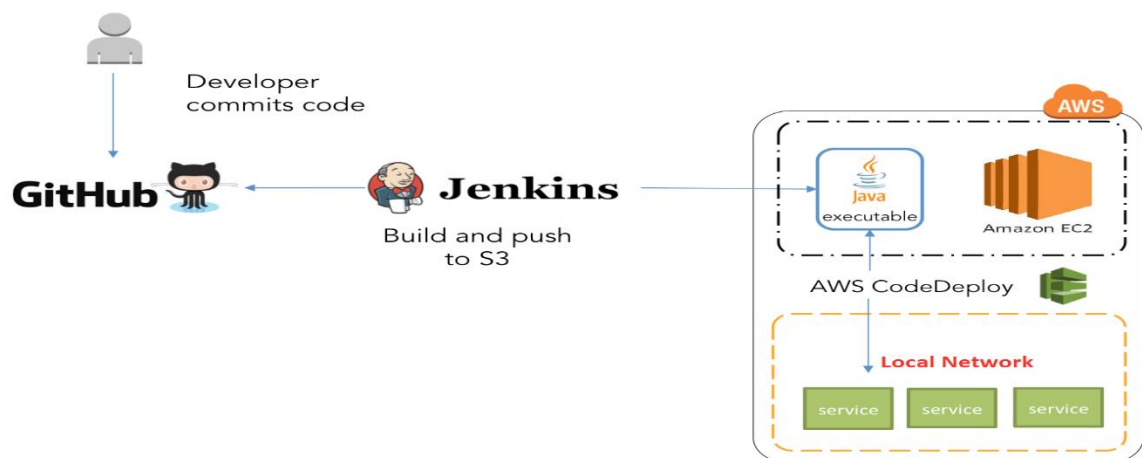 Developer
commits code
GitHub
Jenkins
Build and push
to S3
AWS
Java
executable
Amazon EC2
AWS CodeDeploy
Local Network
service
service
service